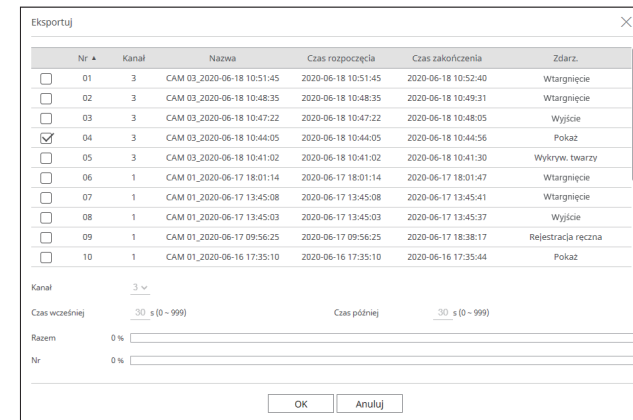 Eksportuj
Nr ▲ Kanał Nazwa Czas rozpoczęcia Czas zakończenia Zdarz.
01 3 CAM 03_2020-06-18 10:51:45 2020-06-18 10:51:45 2020-06-18 10:52:40 Wtargnięcie
02 3 CAM 03_2020-06-18 10:48:35 2020-06-18 10:48:35 2020-06-18 10:49:31 Wtargnięcie
03 3 CAM 03_2020-06-18 10:47:22 2020-06-18 10:47:22 2020-06-18 10:48:05 Wyjście
04 3 CAM 03_2020-06-18 10:44:05 2020-06-18 10:44:05 2020-06-18 10:44:56 Pokaż
05 3 CAM 03_2020-06-18 10:41:02 2020-06-18 10:41:02 2020-06-18 10:41:30 Wykryw. twarzy
06 1 CAM 01_2020-06-17 18:01:14 2020-06-17 18:01:14 2020-06-17 18:01:47 Wtargnięcie
07 1 CAM 01_2020-06-17 13:45:08 2020-06-17 13:45:08 2020-06-17 13:45:41 Wtargnięcie
08 1 CAM 01_2020-06-17 13:45:03 2020-06-17 13:45:03 2020-06-17 13:45:37 Wyjście
09 1 CAM 01_2020-06-17 09:56:25 2020-06-17 09:56:25 2020-06-17 18:38:17 Rejestracja ręczna
10 1 CAM 01_2020-06-16 17:35:10 2020-06-16 17:35:10 2020-06-16 17:35:44 Pokaż
Kanał 3
Czas wcześniej 30 s (0 ~ 999) Czas później 30 s (0 ~ 999)
Razem 0 %
Nr 0 %
OK Anuluj